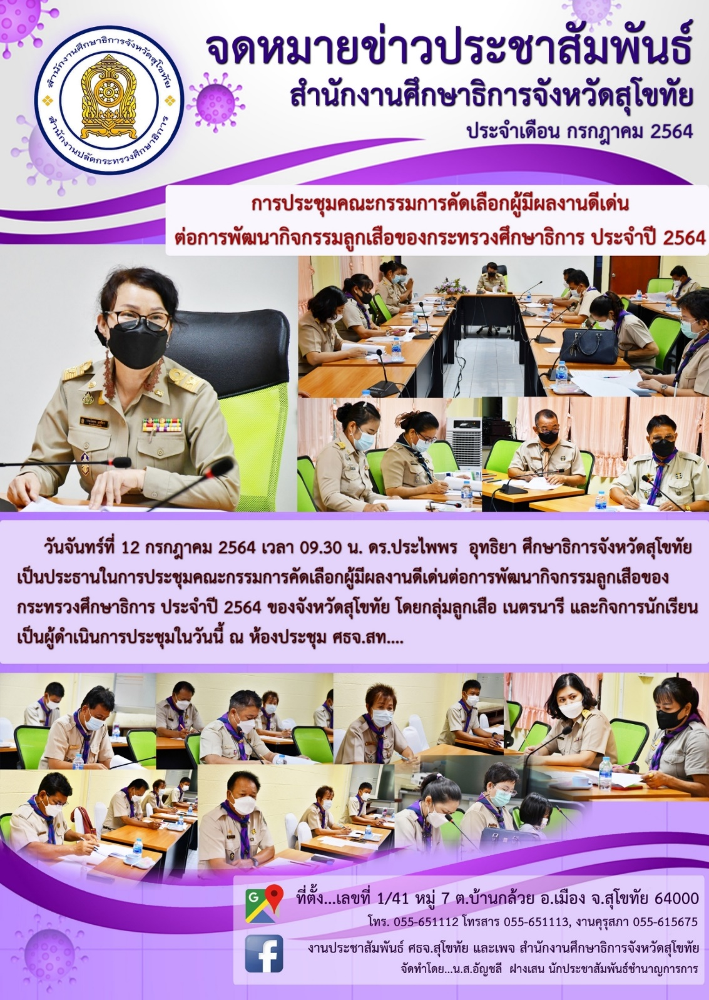 สำนักงานศึกษาธิการจังหวัดสุโขทัย
สำนักงานปลัดกระทรวงศึกษาธิการ
จดหมายข่าวประชาสัมพันธ์
สำนักงานศึกษาธิการจังหวัดสุโขทัย
ประจำเดือน กรกฎาคม 2564
การประชุมคณะกรรมการคัดเลือกผู้มีผลงานดีเด่น
ต่อการพัฒนากิจกรรมลูกเสือของกระทรวงศึกษาธิการ ประจำปี 2564
วันจันทร์ที่ 12 กรกฎาคม 2564 เวลา 09.30 น. ดร.ประไพพร อุทธิยา ศึกษาธิการจังหวัดสุโขทัย
เป็นประธานในการประชุมคณะกรรมการคัดเลือกผู้มีผลงานดีเด่นต่อการพัฒนากิจกรรมลูกเสือของ
กระทรวงศึกษาธิการ ประจำปี 2564 ของจังหวัดสุโขทัย โดยกลุ่มลูกเสือ เนตรนารี และกิจการนักเรียน
เป็นผู้ดำเนินการประชุมในวันนี้ ณ ห้องประชุม ศธจ.สท....
G
ที่ตั้ง...เลขที่ 1/41 หมู่ 7 ต.บ้านกล้วย อ.เมือง จ.สุโขทัย 64000
โทร. 055-651112 โทรสาร 055-651113, งานคุรุสภา 055-615675
f
งานประชาสัมพันธ์ ศธจ.สุโขทัย และเพจ สำนักงานศึกษาธิการจังหวัดสุโขทัย
จัดทำโดย...น.ส.อัญชลี ฝางเสน นักประชาสัมพันธ์ชำนาญการ